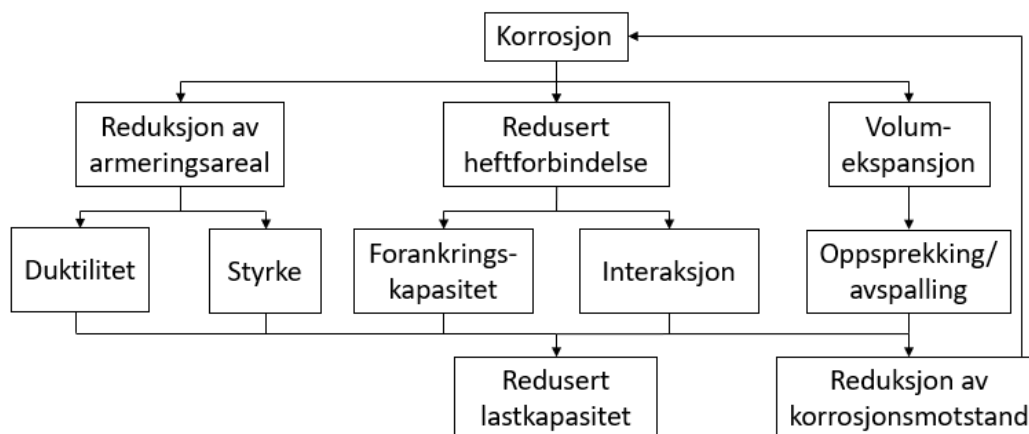 Korrosjon
Reduksjon av
armeringsareal
Redusert
heftforbindelse
Volum-
ekspansjon
Duktilitet
Styrke
Forankrings-
kapasitet
Interaksjon
Oppsprekking/
avspalling
Redusert
lastkapasitet
Reduksjon av
korrosjonsmotstand